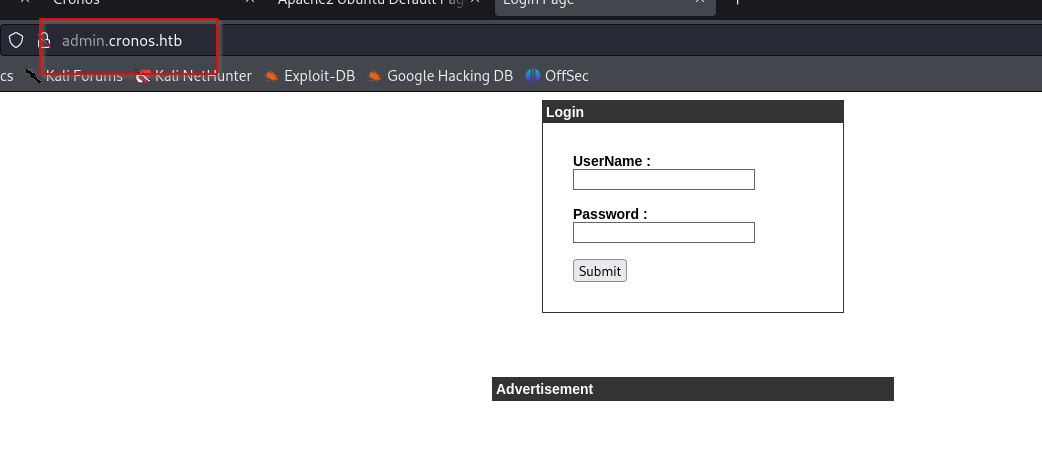 Cronos Apache2 Ubuntu Default Pag Login Page
admin.cronos.htb
cs Kali Forums Kali NetHunter Exploit-DB Google Hacking DB OffSec
Login
UserName :
Password :
Submit
Advertisement